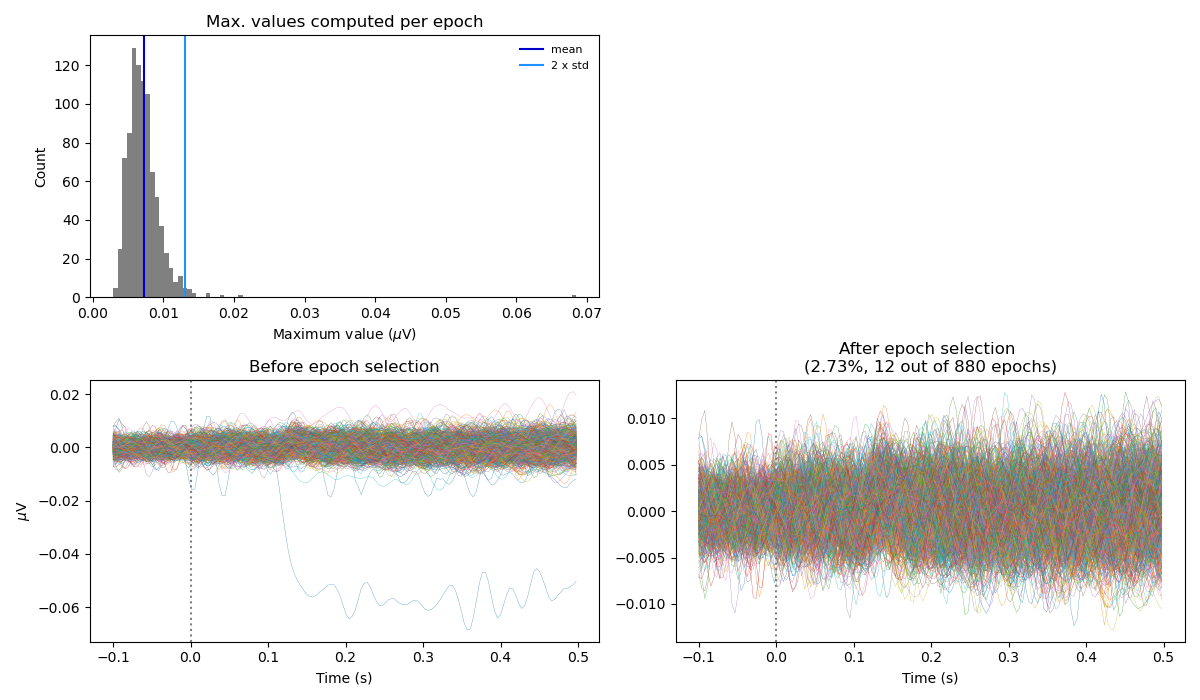 Max. values computed per epoch
mean
2 x std
Count
120
100
80
60
40
20
0
0.00 0.01 0.02 0.03 0.04 0.05 0.06 0.07
Maximum value (μV)
Before epoch selection
μV
0.02
0.00
−0.02
−0.04
−0.06
−0.1 0.0 0.1 0.2 0.3 0.4 0.5
Time (s)
After epoch selection
(2.73%, 12 out of 880 epochs)
0.010
0.005
0.000
−0.005
−0.010
−0.1 0.0 0.1 0.2 0.3 0.4 0.5
Time (s)